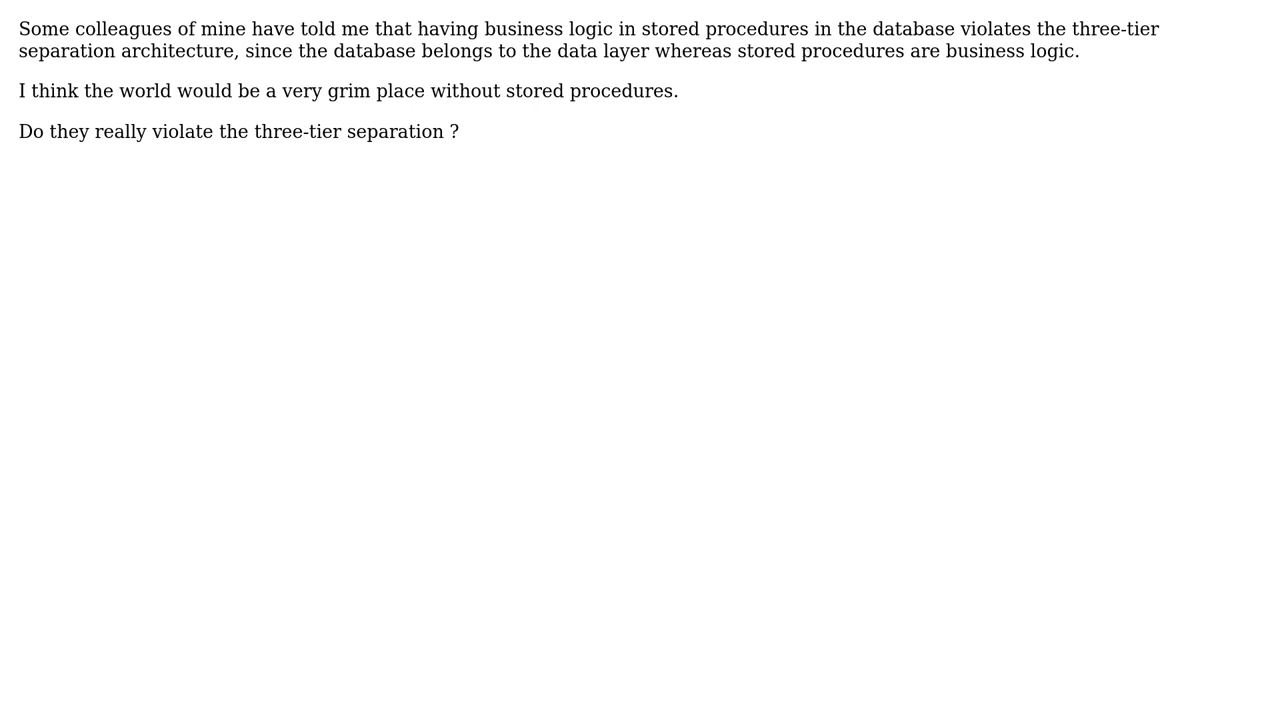 Some colleagues of mine have told me that having business logic in stored procedures in the database violates the three-tier
separation architecture, since the database belongs to the data layer whereas stored procedures are business logic.
I think the world would be a very grim place without stored procedures.
Do they really violate the three-tier separation ?